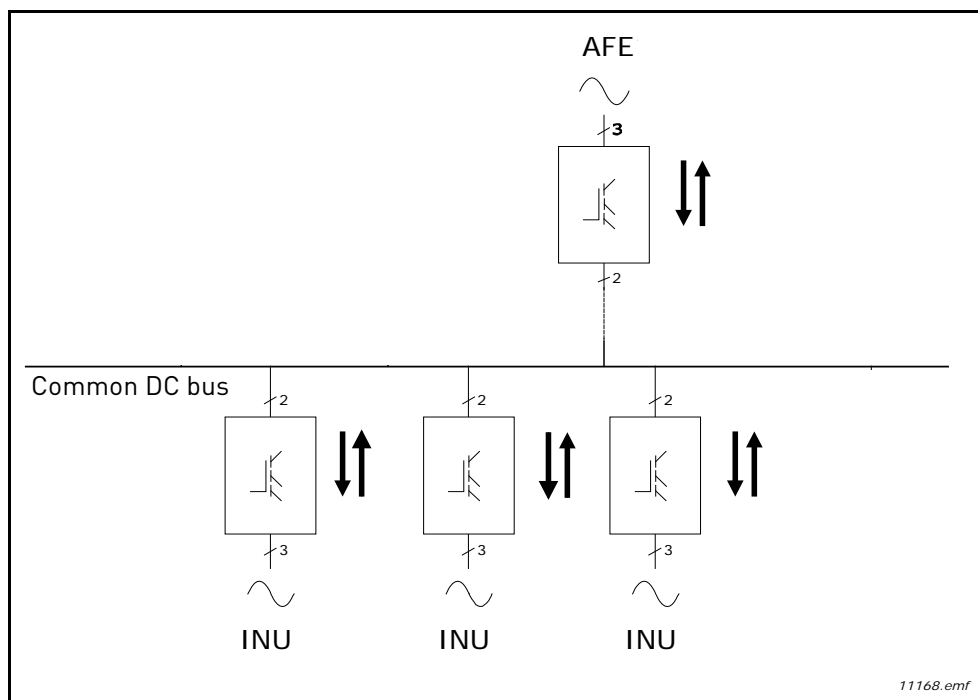 AFE
3
2
Common DC bus
2 2 2
3 3 3
INU INU INU
11168.emf